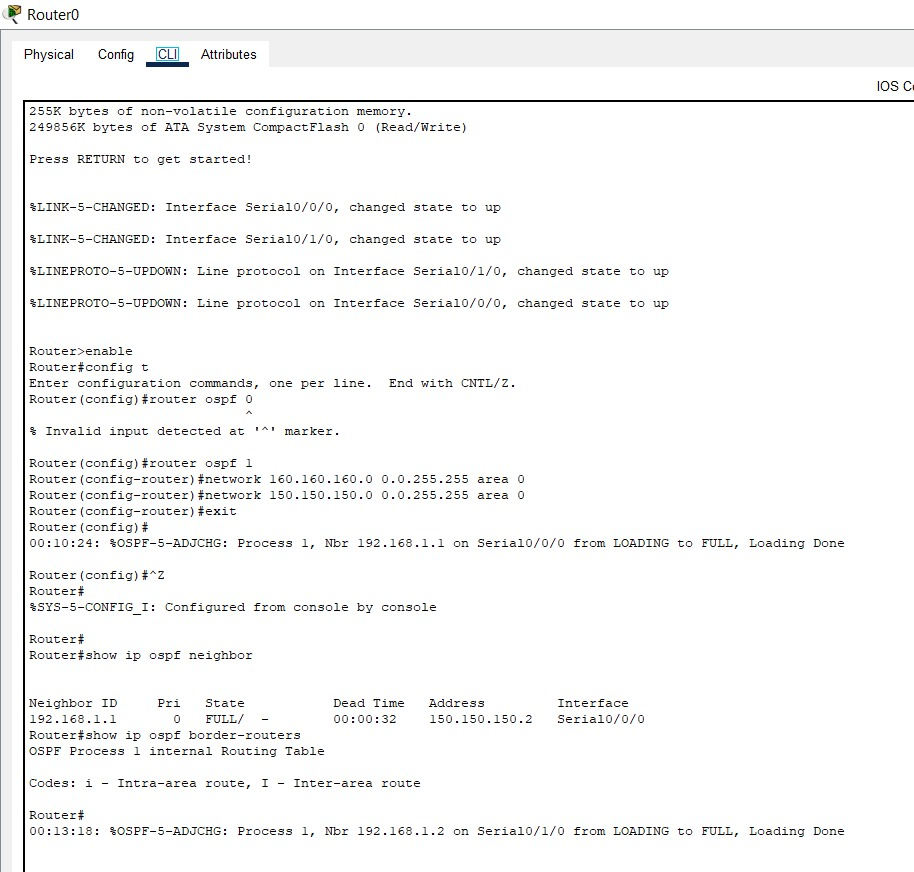 Router0
Physical Config CLI Attributes
IOS C
255K bytes of non-volatile configuration memory.
249856K bytes of ATA System CompactFlash 0 (Read/Write)
Press RETURN to get started!
%LINK-5-CHANGED: Interface Serial0/0/0, changed state to up
%LINK-5-CHANGED: Interface Serial0/1/0, changed state to up
%LINEPROTO-5-UPDOWN: Line protocol on Interface Serial0/1/0, changed state to up
%LINEPROTO-5-UPDOWN: Line protocol on Interface Serial0/0/0, changed state to up
Router>enable
Router#config t
Enter configuration commands, one per line.  End with CNTL/Z.
Router(config)#router ospf 0
^
% Invalid input detected at '^' marker.
Router(config)#router ospf 1
Router(config-router)#network 160.160.160.0 0.0.255.255 area 0
Router(config-router)#network 150.150.150.0 0.0.255.255 area 0
Router(config-router)#exit
Router(config)#
00:10:24: %OSPF-5-ADJCHG: Process 1, Nbr 192.168.1.1 on Serial0/0/0 from LOADING to FULL, Loading Done
Router(config)#^Z
Router#
%SYS-5-CONFIG_I: Configured from console by console
Router#
Router#show ip ospf neighbor
Neighbor ID     Pri   State           Dead Time   Address         Interface
192.168.1.1       0   FULL/  -        00:00:32    150.150.150.2   Serial0/0/0
Router#show ip ospf border-routers
OSPF Process 1 internal Routing Table
Codes: i - Intra-area route, I - Inter-area route
Router#
00:13:18: %OSPF-5-ADJCHG: Process 1, Nbr 192.168.1.2 on Serial0/1/0 from LOADING to FULL, Loading Done